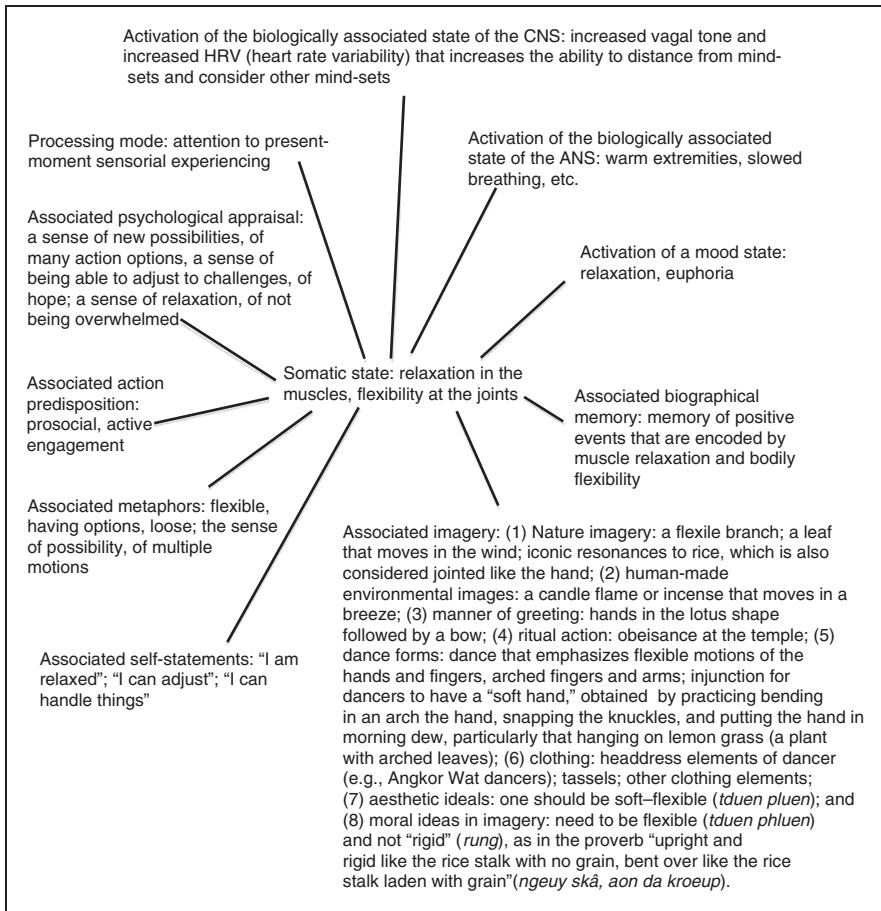 Activation of the biologically associated state of the CNS: increased vagal tone and
increased HRV (heart rate variability) that increases the ability to distance from mind-
sets and consider other mind-sets
Processing mode: attention to present-
moment sensorial experiencing
Activation of the biologically associated
state of the ANS: warm extremities, slowed
breathing, etc.
Associated psychological appraisal:
a sense of new possibilities, of
many action options, a sense of
being able to adjust to challenges, of
hope; a sense of relaxation, of not
being overwhelmed
Activation of a mood state:
relaxation, euphoria
Somatic state: relaxation in the
muscles, flexibility at the joints
Associated action
predisposition:
prosocial, active
engagement
Associated biographical
memory: memory of positive
events that are encoded by
muscle relaxation and bodily
flexibility
Associated metaphors: flexible,
having options, loose; the sense
of possibility, of multiple
motions
Associated imagery: (1) Nature imagery: a flexile branch; a leaf
that moves in the wind; iconic resonances to rice, which is also
considered jointed like the hand; (2) human-made
environmental images: a candle flame or incense that moves in a
breeze; (3) manner of greeting: hands in the lotus shape
followed by a bow; (4) ritual action: obeisance at the temple; (5)
dance forms: dance that emphasizes flexible motions of the
hands and fingers, arched fingers and arms; injunction for
dancers to have a “soft hand,” obtained by practicing bending
in an arch the hand, snapping the knuckles, and putting the hand in
morning dew, particularly that hanging on lemon grass (a plant
with arched leaves); (6) clothing: headdress elements of dancer
(e.g., Angkor Wat dancers); tassels; other clothing elements;
(7) aesthetic ideals: one should be soft–flexible (tduen pluen); and
(8) moral ideas in imagery: need to be flexible (tduen phluen)
and not “rigid” (rung), as in the proverb “upright and
rigid like the rice stalk with no grain, bent over like the rice
stalk laden with grain”(ngeuy skâ, aon da kroeup).
Associated self-statements: “I am
relaxed”; “I can adjust”; “I can
handle things”